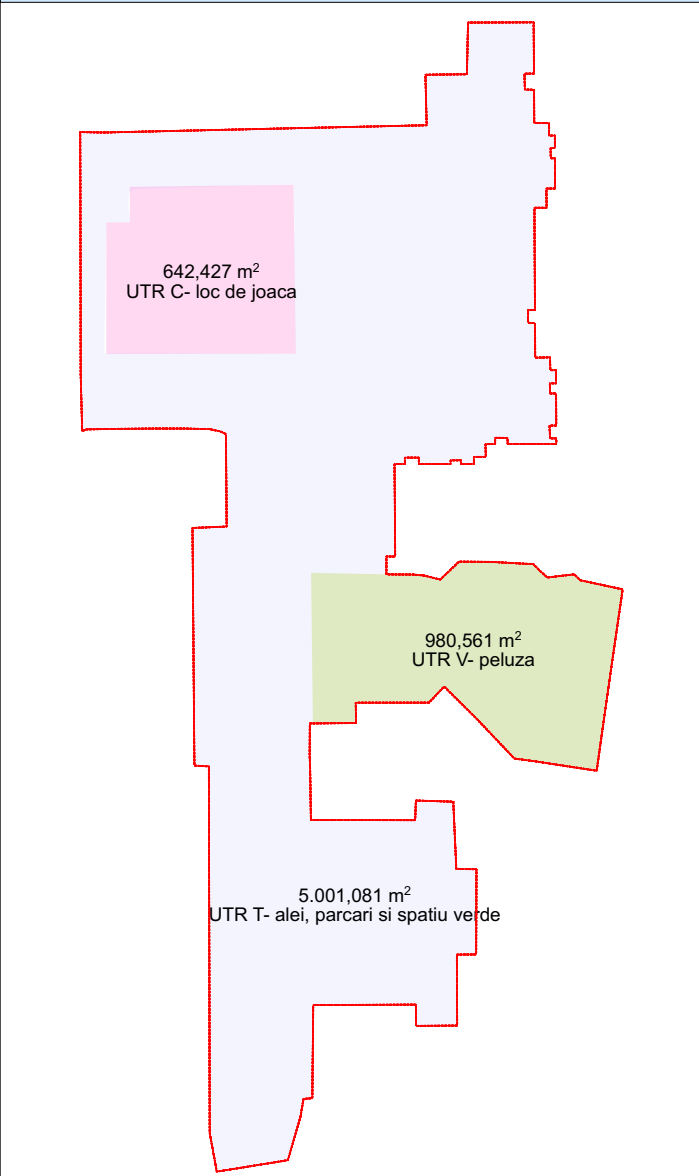 642,427 m²
UTR C- loc de joaca
980,561 m²
UTR V- peluza
5.001,081 m²
UTR T- alei, parcari si spatiu verde